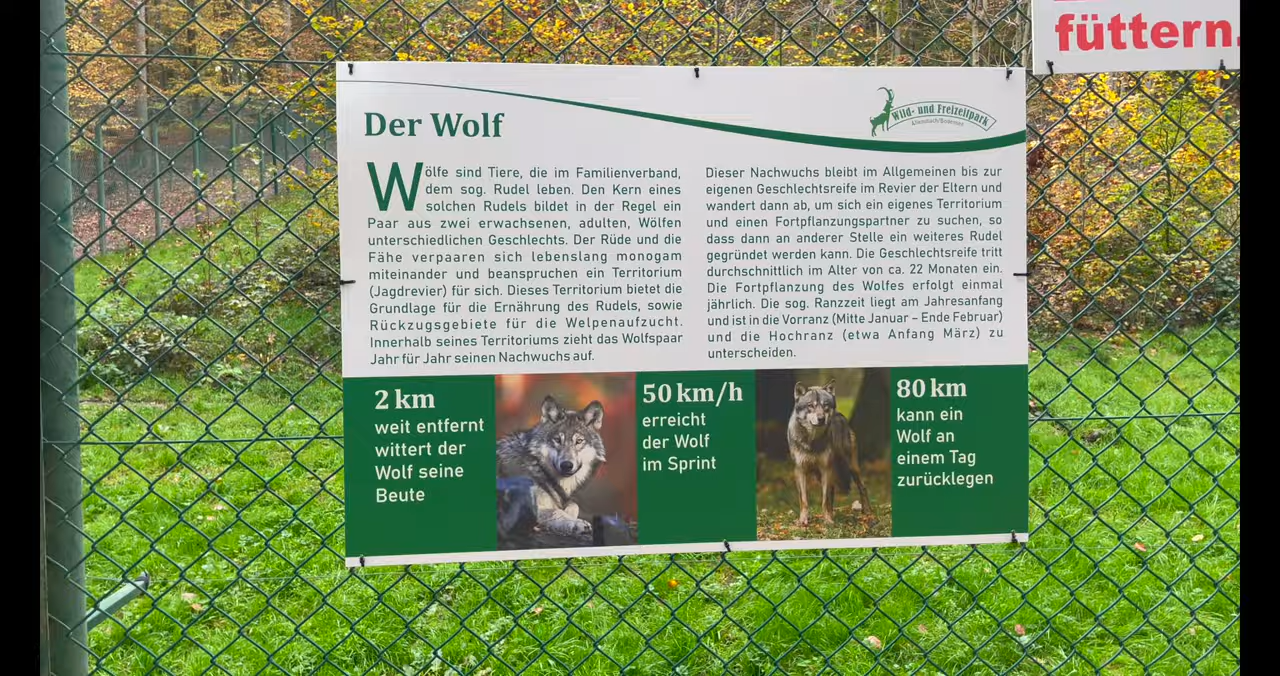 füttern.
Der Wolf
Wild- und Freizeitpark
Allensbach/Bodensee
Wölfe sind Tiere, die im Familienverband,
dem sog. Rudel leben. Den Kern eines
solchen Rudels bildet in der Regel ein
Paar aus zwei erwachsenen, adulten, Wölfen
unterschiedlichen Geschlechts. Der Rüde und die
Fähe verpaaren sich lebenslang monogam
miteinander und beanspruchen ein Territorium
(Jagdrevier) für sich. Dieses Territorium bietet die
Grundlage für die Ernährung des Rudels, sowie
Rückzugsgebiete für die Welpenaufzucht.
Innerhalb seines Territoriums zieht das Wolfspaar
Jahr für Jahr seinen Nachwuchs auf.
Dieser Nachwuchs bleibt im Allgemeinen bis zur
eigenen Geschlechtsreife im Revier der Eltern und
wandert dann ab, um sich ein eigenes Territorium
und einen Fortpflanzungspartner zu suchen, so
dass dann an anderer Stelle ein weiteres Rudel
gegründet werden kann. Die Geschlechtsreife tritt
durchschnittlich im Alter von ca. 22 Monaten ein.
Die Fortpflanzung des Wolfes erfolgt einmal
jährlich. Die sog. Ranzzeit liegt am Jahresanfang
und ist in die Vorranz (Mitte Januar – Ende Februar)
und die Hochranz (etwa Anfang März) zu
unterscheiden.
2 km
weit entfernt
wittert der
Wolf seine
Beute
50 km/h
erreicht
der Wolf
im Sprint
80 km
kann ein
Wolf an
einem Tag
zurücklegen